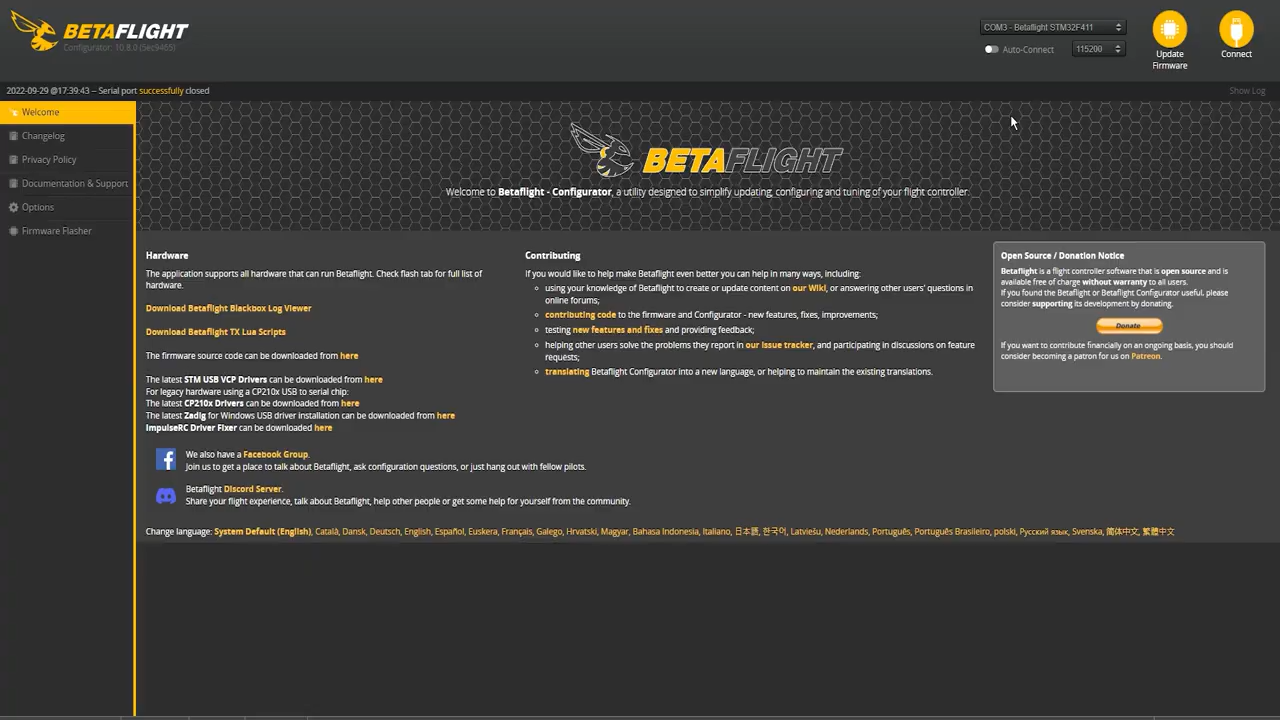 BETAFLIGHT
Configurator: 10.8.0 (5ec9465)
COM3 - Betaflight STM32F411
Auto-Connect
115200
Update
Firmware
Connect
2022-09-29 @17:39:43 -- Serial port successfully closed
Show Log
Welcome
Changelog
Privacy Policy
Documentation & Support
Options
Firmware Flasher
BETAFLIGHT
Welcome to Betaflight - Configurator, a utility designed to simplify updating, configuring and tuning of your flight controller.
Hardware
The application supports all hardware that can run Betaflight. Check flash tab for full list of
hardware.
Download Betaflight Blackbox Log Viewer
Download Betaflight TX Lua Scripts
The firmware source code can be downloaded from here
The latest STM USB VCP Drivers can be downloaded from here
For legacy hardware using a CP210x USB to serial chip:
The latest CP210x Drivers can be downloaded from here
The latest Zadig for Windows USB driver installation can be downloaded from here
ImpulseRC Driver Fixer can be downloaded here
We also have a Facebook Group.
Join us to get a place to talk about Betaflight, ask configuration questions, or just hang out with fellow pilots.
Betaflight Discord Server.
Share your flight experience, talk about Betaflight, help other people or get some help for yourself from the community.
Contributing
If you would like to help make Betaflight even better you can help in many ways, including:
using your knowledge of Betaflight to create or update content on our Wiki, or answering other users' questions in
online forums;
contributing code to the firmware and Configurator - new features, fixes, improvements;
testing new features and fixes and providing feedback;
helping other users solve the problems they report in our issue tracker, and participating in discussions on feature
requests;
translating Betaflight Configurator into a new language, or helping to maintain the existing translations.
Open Source / Donation Notice
Betaflight is a flight controller software that is open source and is
available free of charge without warranty to all users.
If you found the Betaflight or Betaflight Configurator useful, please
consider supporting its development by donating.
Donate
If you want to contribute financially on an ongoing basis, you should
consider becoming a patron for us on Patreon.
Change language: System Default (English), Català, Dansk, Deutsch, English, Español, Euskera, Français, Galego, Hrvatski, Magyar, Bahasa Indonesia, Italiano, 日本語, 한국어, Latviešu, Nederlands, Português, Português Brasileiro, polski, Русский язык, Svenska, 简体中文, 繁體中文